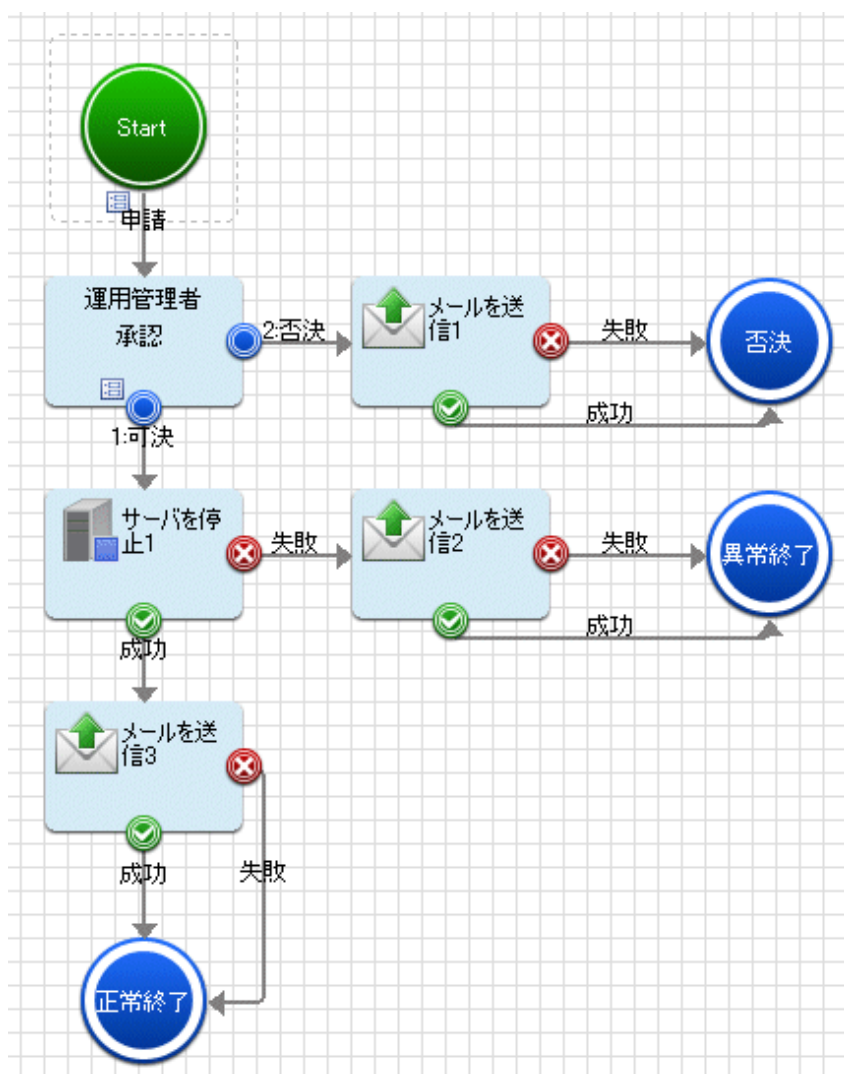 Start
申請
運用管理者
承認
2:否決
メールを送
信1
失敗
否決
成功
1:可決
サーバを停
止1
失敗
メールを送
信2
失敗
異常終了
成功
成功
メールを送
信3
成功
失敗
正常終了